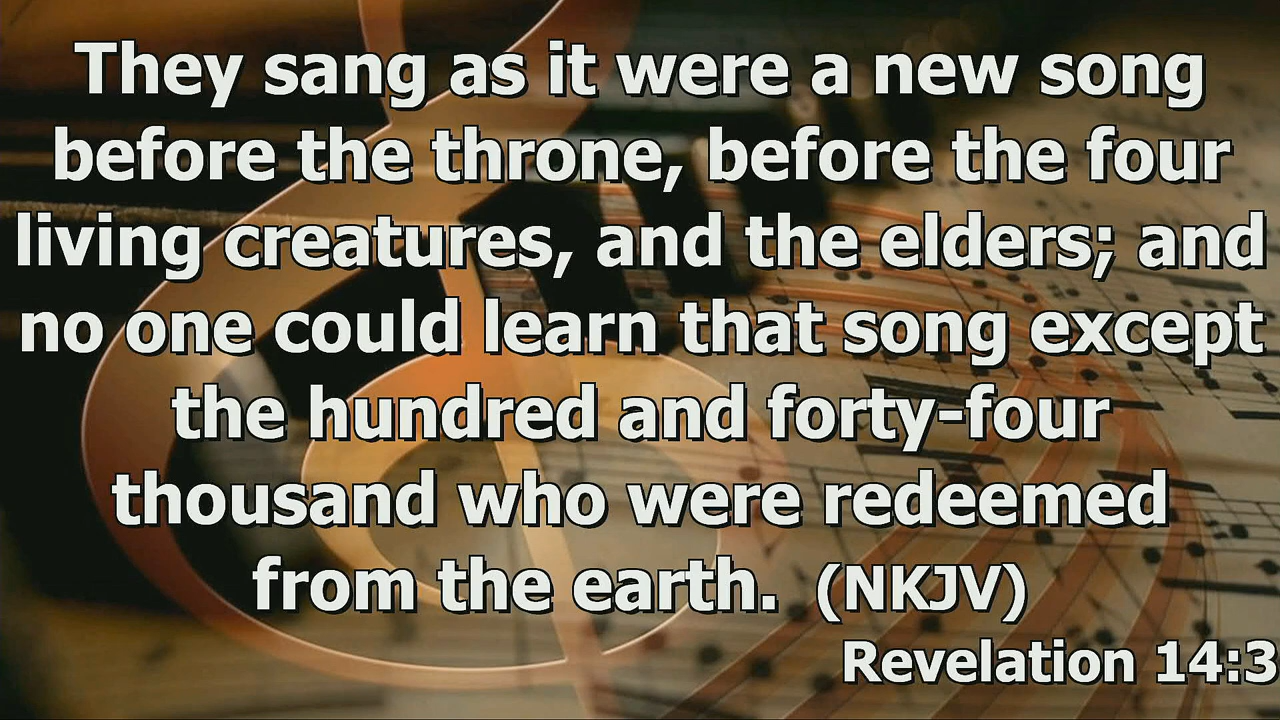 They sang as it were a new song
before the throne, before the four
living creatures, and the elders; and
no one could learn that song except
the hundred and forty-four
thousand who were redeemed
from the earth. (NKJV)
Revelation 14:3